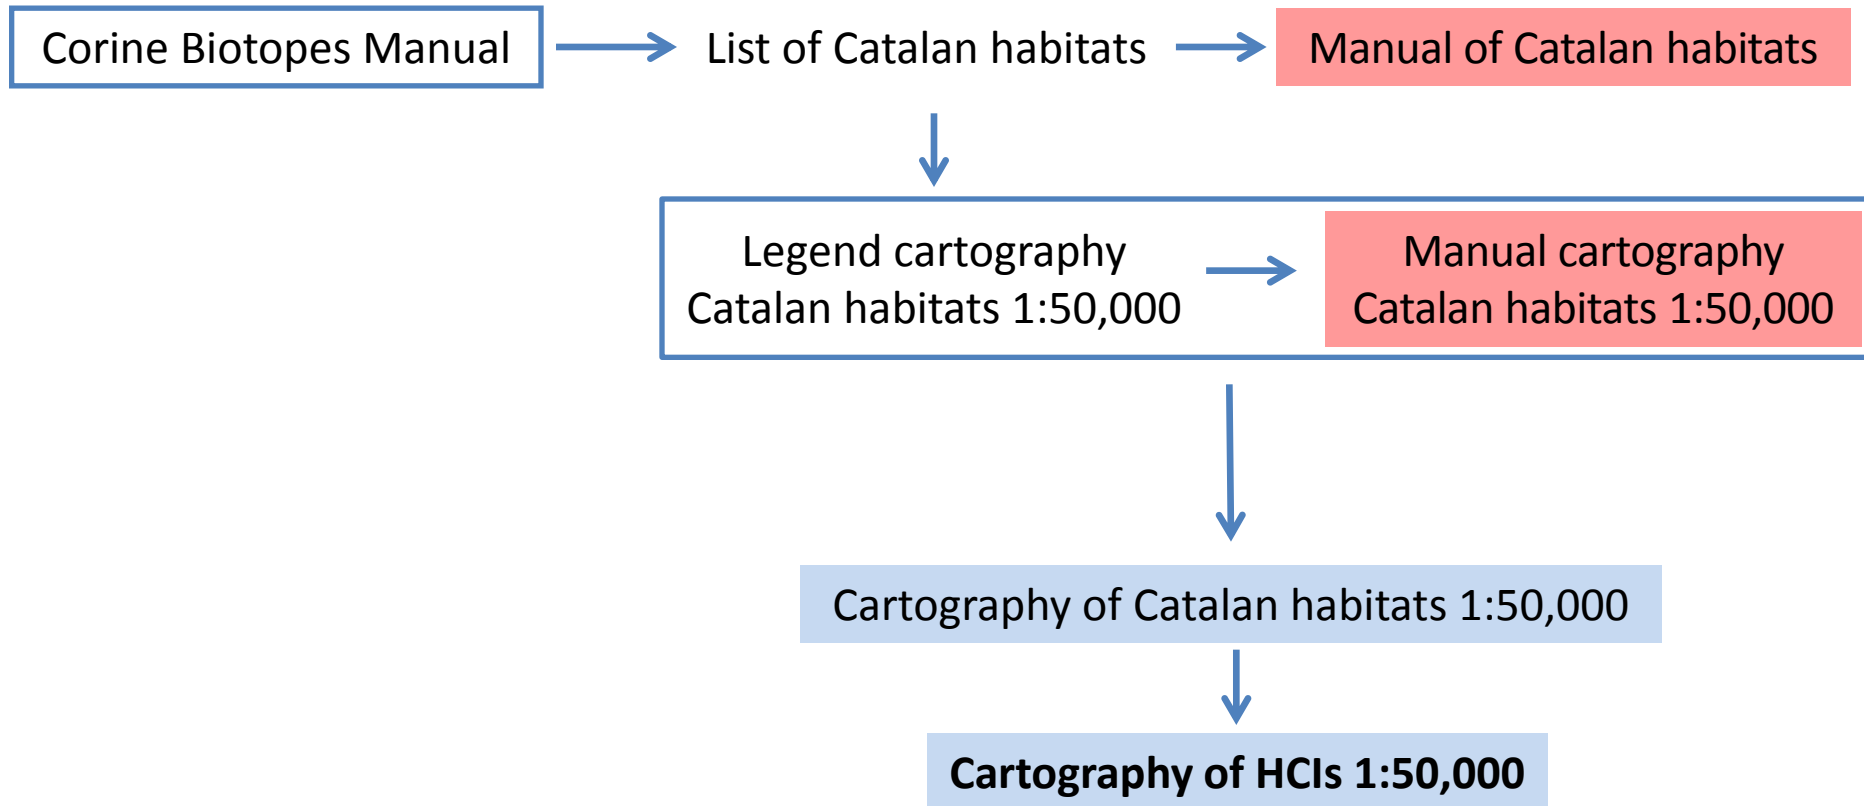 Corine Biotopes Manual
List of Catalan habitats
Manual of Catalan habitats
Legend cartography
Catalan habitats 1:50,000
Manual cartography
Catalan habitats 1:50,000
Cartography of Catalan habitats 1:50,000
Cartography of HCIs 1:50,000